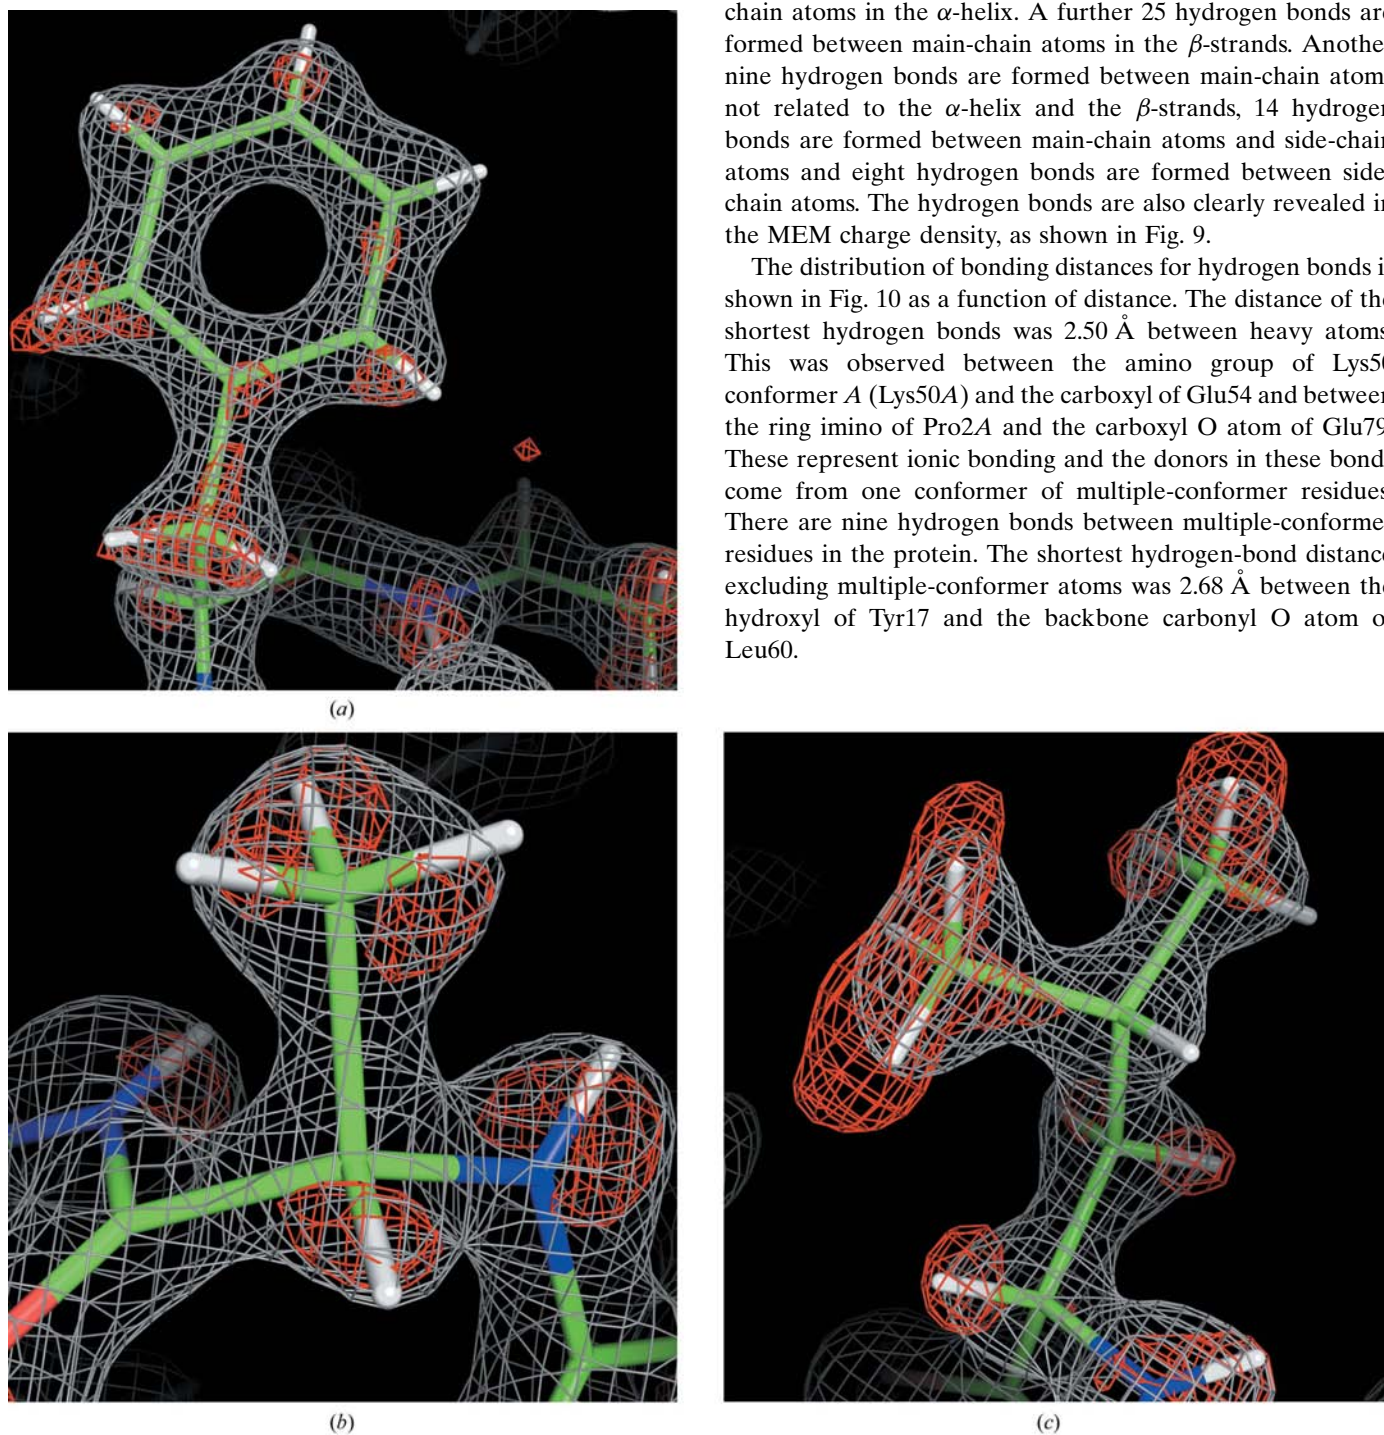 chain atoms in the α-helix. A further 25 hydrogen bonds are
formed between main-chain atoms in the β-strands. Anothe
nine hydrogen bonds are formed between main-chain atom
not related to the α-helix and the β-strands, 14 hydrogen
bonds are formed between main-chain atoms and side-chain
atoms and eight hydrogen bonds are formed between side
chain atoms. The hydrogen bonds are also clearly revealed in
the MEM charge density, as shown in Fig. 9.
The distribution of bonding distances for hydrogen bonds i
shown in Fig. 10 as a function of distance. The distance of the
shortest hydrogen bonds was 2.50 Å between heavy atoms
This was observed between the amino group of Lys50
conformer A (Lys50A) and the carboxyl of Glu54 and between
the ring imino of Pro2A and the carboxyl O atom of Glu79
These represent ionic bonding and the donors in these bond
come from one conformer of multiple-conformer residues
There are nine hydrogen bonds between multiple-conforme
residues in the protein. The shortest hydrogen-bond distance
excluding multiple-conformer atoms was 2.68 Å between the
hydroxyl of Tyr17 and the backbone carbonyl O atom o
Leu60.
(a)
(b)
(c)